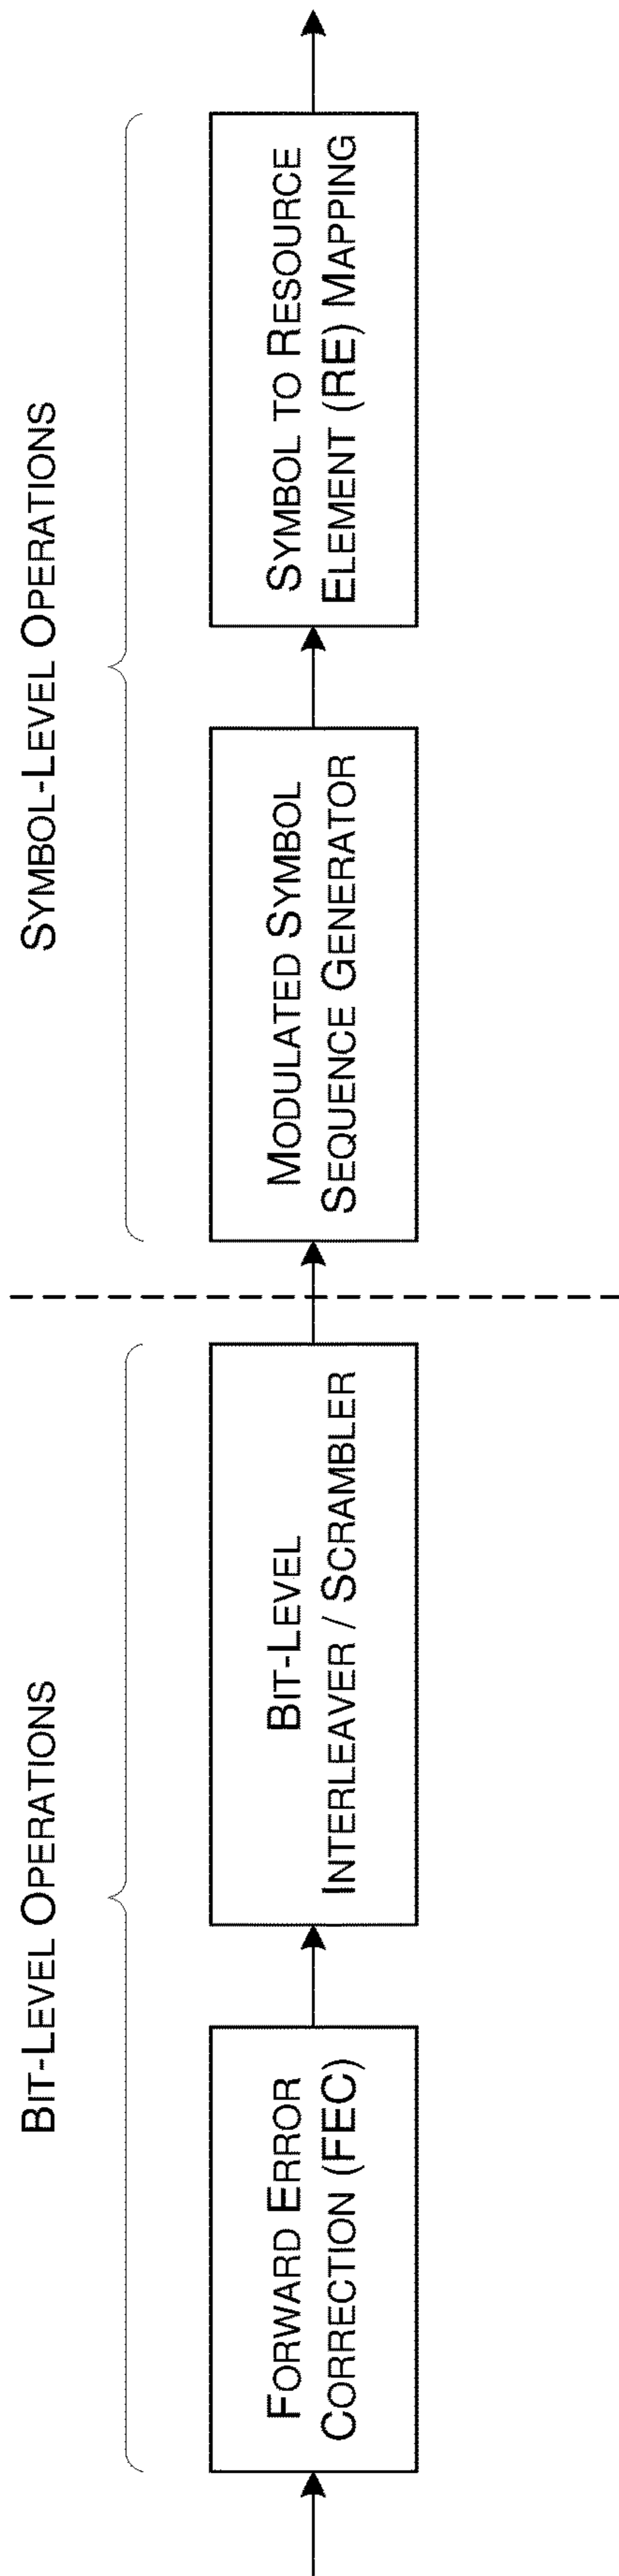 BIT-LEVEL OPERATIONS
SYMBOL-LEVEL OPERATIONS
FORWARD ERROR
CORRECTION (FEC)
BIT-LEVEL
INTERLEAVER / SCRAMBLER
MODULATED SYMBOL
SEQUENCE GENERATOR
SYMBOL TO RESOURCE
ELEMENT (RE) MAPPING